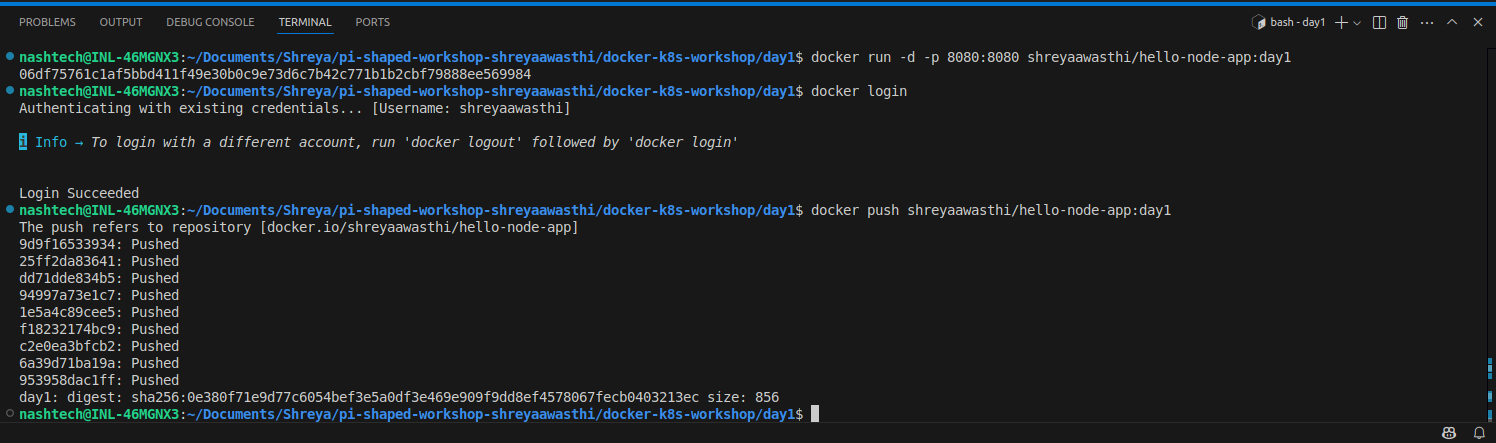 PROBLEMS OUTPUT DEBUG CONSOLE TERMINAL PORTS bash - day1
nashtech@INL-46MGNX3:~/Documents/Shreya/pi-shaped-workshop-shreyaawasthi/docker-k8s-workshop/day1$ docker run -d -p 8080:8080 shreyaawasthi/hello-node-app:day1
06df75761c1af5bbd411f49e30b0c9e73d6c7b42c771b1b2cbf79888ee569984
nashtech@INL-46MGNX3:~/Documents/Shreya/pi-shaped-workshop-shreyaawasthi/docker-k8s-workshop/day1$ docker login
Authenticating with existing credentials... [Username: shreyaawasthi]
i Info → To login with a different account, run 'docker logout' followed by 'docker login'
Login Succeeded
nashtech@INL-46MGNX3:~/Documents/Shreya/pi-shaped-workshop-shreyaawasthi/docker-k8s-workshop/day1$ docker push shreyaawasthi/hello-node-app:day1
The push refers to repository [docker.io/shreyaawasthi/hello-node-app]
9d9f16533934: Pushed
25ff2da83641: Pushed
dd71dde834b5: Pushed
94997a73e1c7: Pushed
1e5a4c89cee5: Pushed
f18232174bc9: Pushed
c2e0ea3bfcb2: Pushed
6a39d71ba19a: Pushed
953958dac1ff: Pushed
day1: digest: sha256:0e380f71e9d77c6054bef3e5a0df3e469e909f9dd8ef4578067fecb0403213ec size: 856
nashtech@INL-46MGNX3:~/Documents/Shreya/pi-shaped-workshop-shreyaawasthi/docker-k8s-workshop/day1$